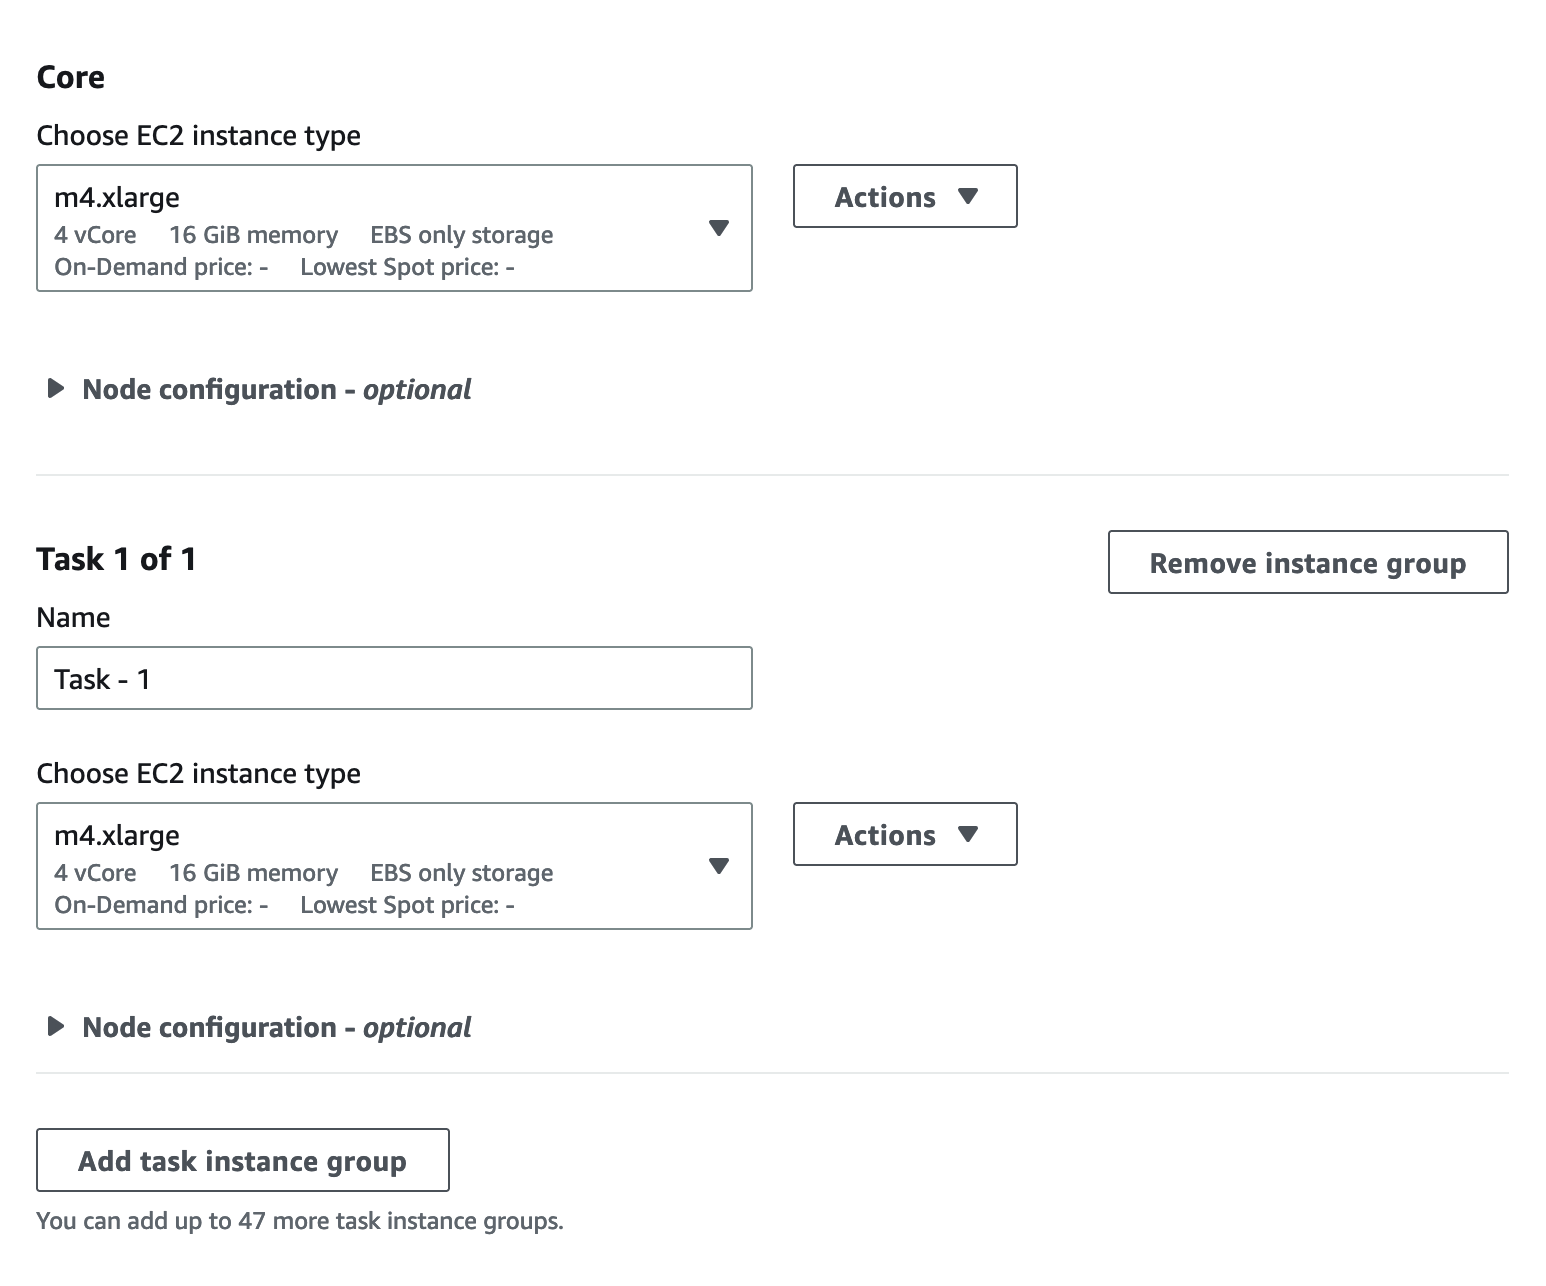 Core
Choose EC2 instance type
m4.xlarge
4 vCore 16 GiB memory EBS only storage
On-Demand price: - Lowest Spot price: -
Actions
Node configuration - optional
Task 1 of 1
Remove instance group
Name
Task - 1
Choose EC2 instance type
m4.xlarge
4 vCore 16 GiB memory EBS only storage
On-Demand price: - Lowest Spot price: -
Actions
Node configuration - optional
Add task instance group
You can add up to 47 more task instance groups.